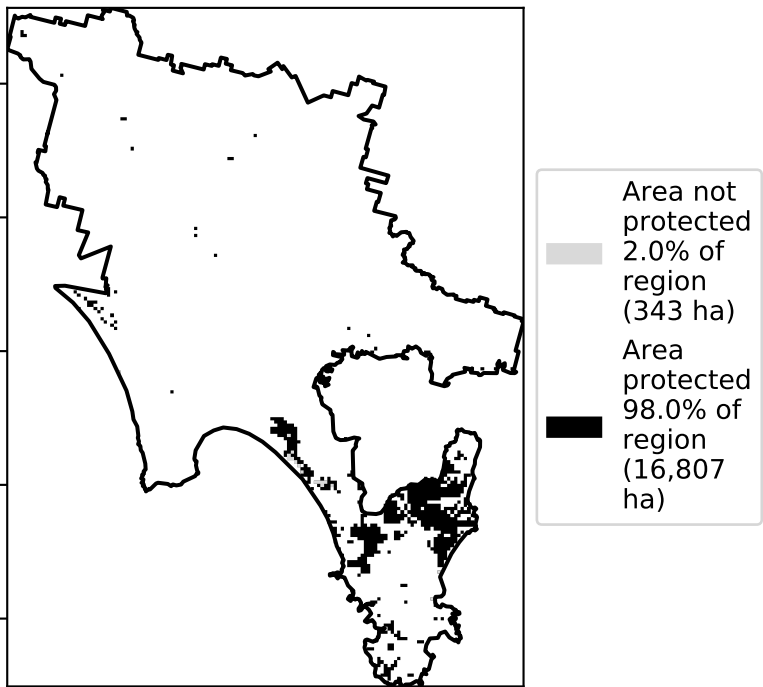 Area not
protected
2.0% of
region
(343 ha)
Area
protected
98.0% of
region
(16,807
ha)